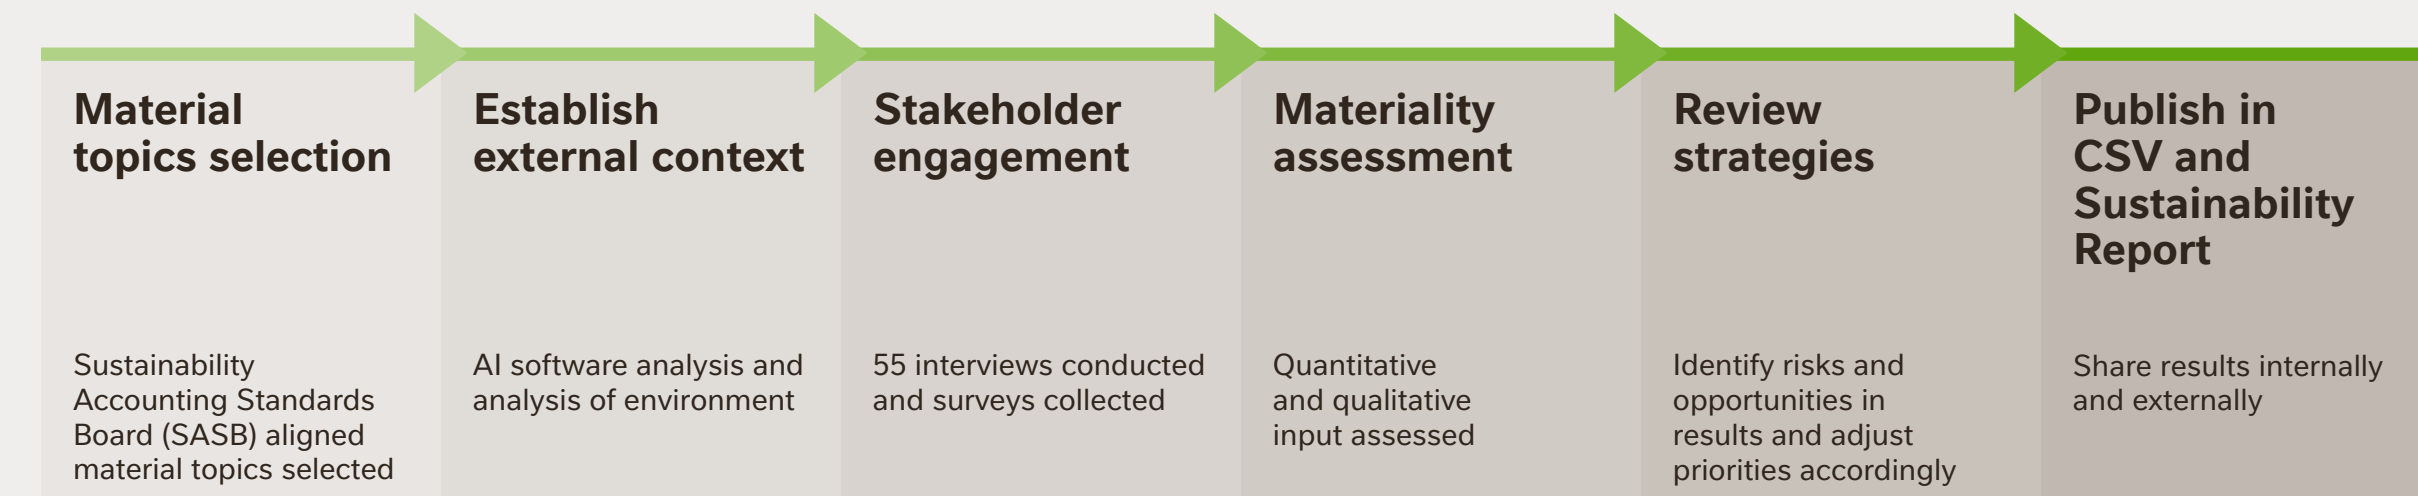 Material
topics selection
Sustainability
Accounting Standards
Board (SASB) aligned
material topics selected
Establish
external context
AI software analysis and
analysis of environment
Stakeholder
engagement
55 interviews conducted
and surveys collected
Materiality
assessment
Quantitative
and qualitative
input assessed
Review
strategies
Identify risks and
opportunities in
results and adjust
priorities accordingly
Publish in
CSV and
Sustainability
Report
Share results internally
and externally